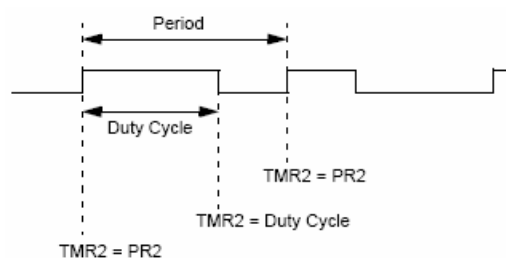 Period
Duty Cycle
TMR2 = PR2
TMR2 = Duty Cycle
TMR2 = PR2